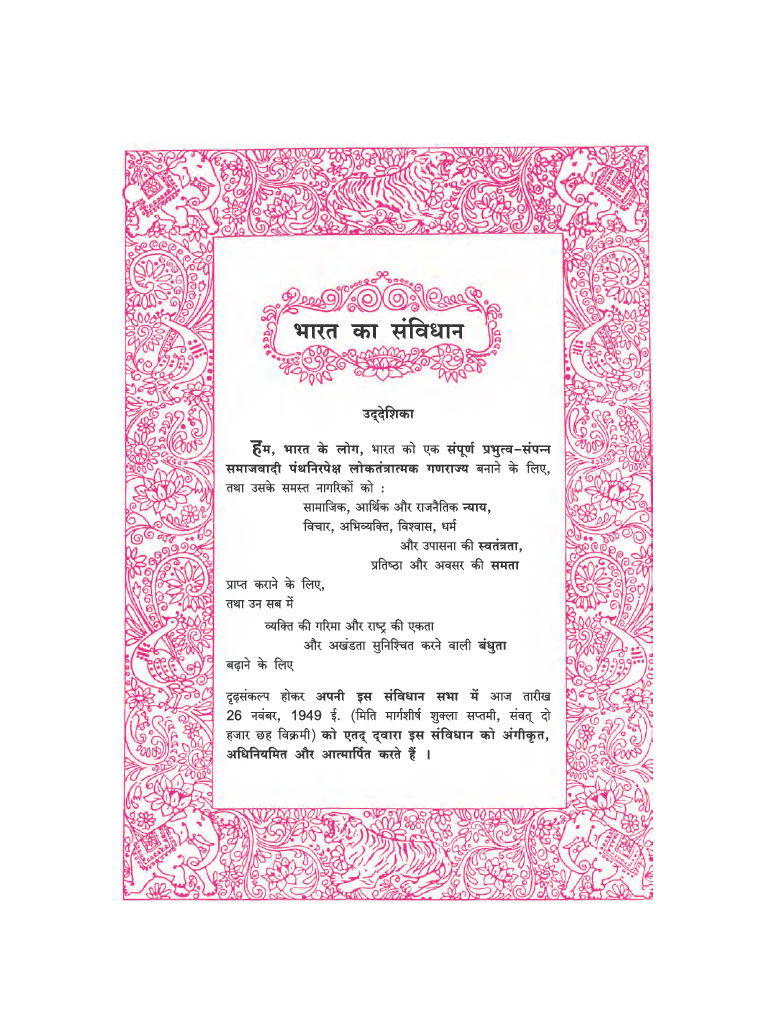 भारत का संविधान
उद्देशिका
हम, भारत के लोग, भारत को एक संपूर्ण प्रभुत्व-संपन्न
समाजवादी पंथनिरपेक्ष लोकतंत्रात्मक गणराज्य बनाने के लिए,
तथा उसके समस्त नागरिकों को :
सामाजिक, आर्थिक और राजनैतिक न्याय,
विचार, अभिव्यक्ति, विश्वास, धर्म
और उपासना की स्वतंत्रता,
प्रतिष्ठा और अवसर की समता
प्राप्त कराने के लिए,
तथा उन सब में
व्यक्ति की गरिमा और राष्ट्र की एकता
और अखंडता सुनिश्चित करने वाली बंधुता
बढ़ाने के लिए
दृढ़संकल्प होकर अपनी इस संविधान सभा में आज तारीख
26 नवंबर, 1949 ई. (मिति मार्गशीर्ष शुक्ला सप्तमी, संवत् दो
हजार छह विक्रमी) को एतद् द्वारा इस संविधान को अंगीकृत,
अधिनियमित और आत्मार्पित करते हैं ।